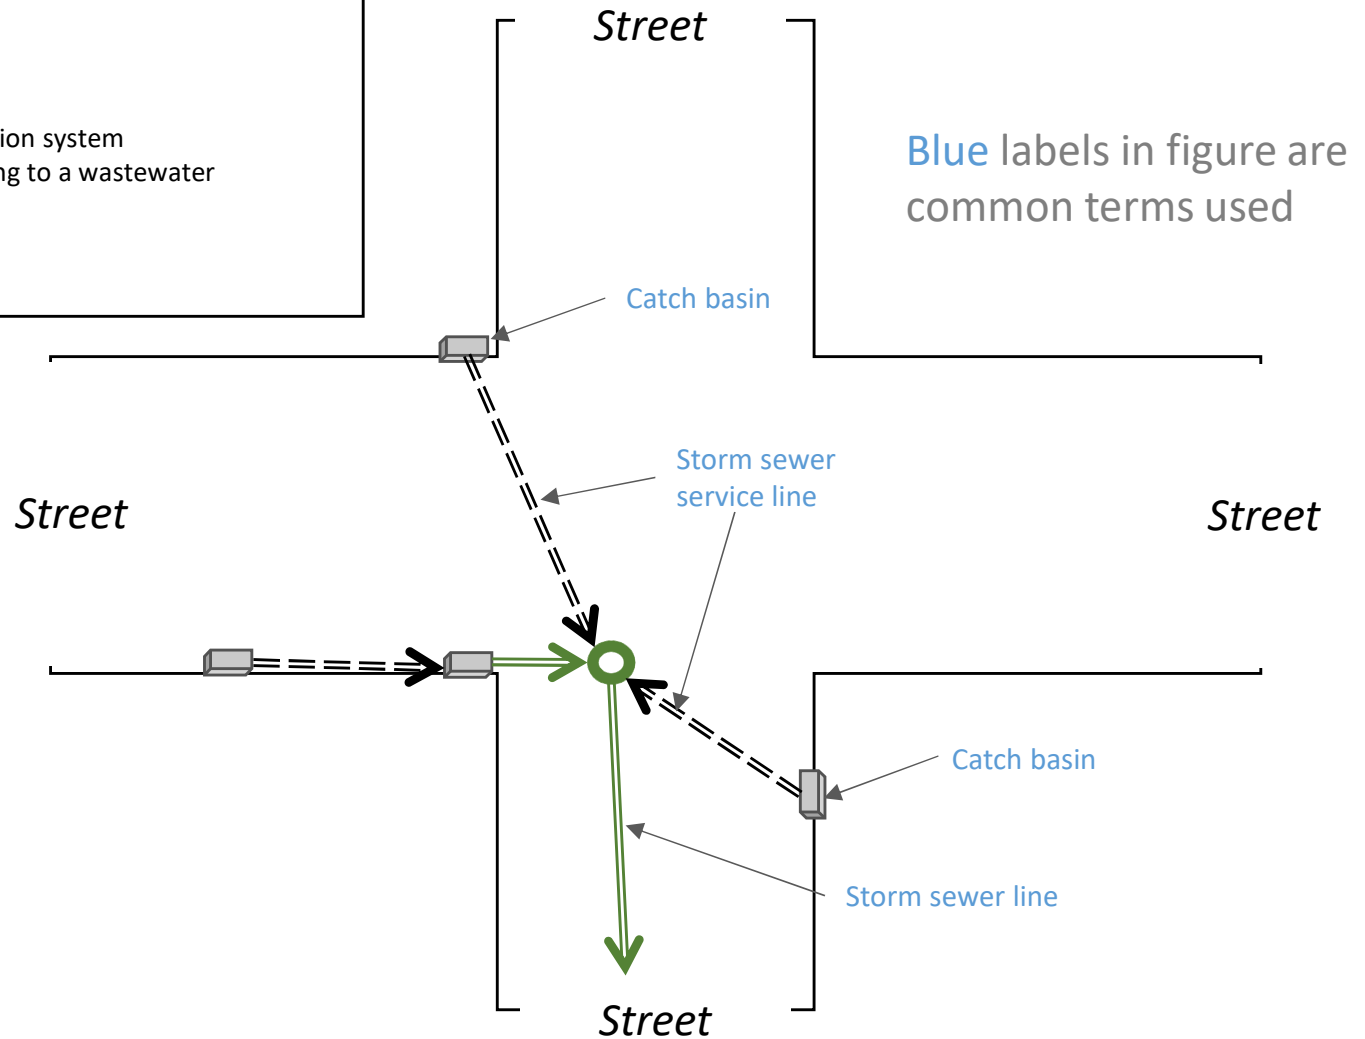 Street
ion system
ng to a wastewater
Blue labels in figure are
common terms used
Catch basin
Storm sewer
service line
Street
Street
Catch basin
Storm sewer line
Street